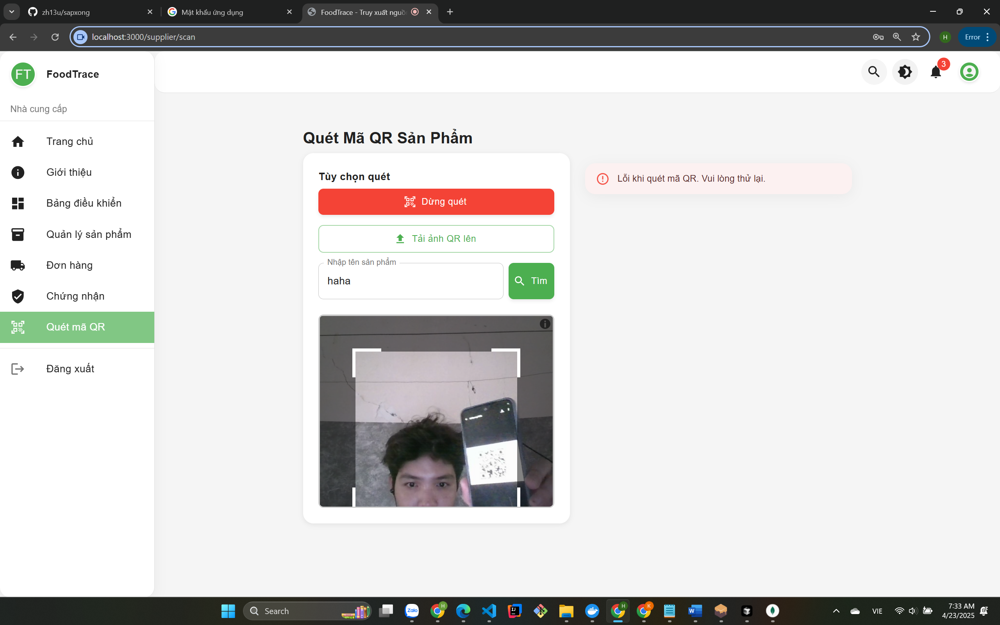 zh13u/sapxong
Mật khẩu ứng dụng
FoodTrace - Truy xuất nguồ
localhost:3000/supplier/scan
H
Error
FT
FoodTrace
3
Nhà cung cấp
Trang chủ
Giới thiệu
Bảng điều khiển
Quản lý sản phẩm
Đơn hàng
Chứng nhận
Quét mã QR
Đăng xuất
Quét Mã QR Sản Phẩm
Tùy chọn quét
Dừng quét
Tải ảnh QR lên
Nhập tên sản phẩm
haha
Tìm
Lỗi khi quét mã QR. Vui lòng thử lại.
Search
Zalo
H
IJ
H
K
W
VIE
7:33 AM
4/23/2025